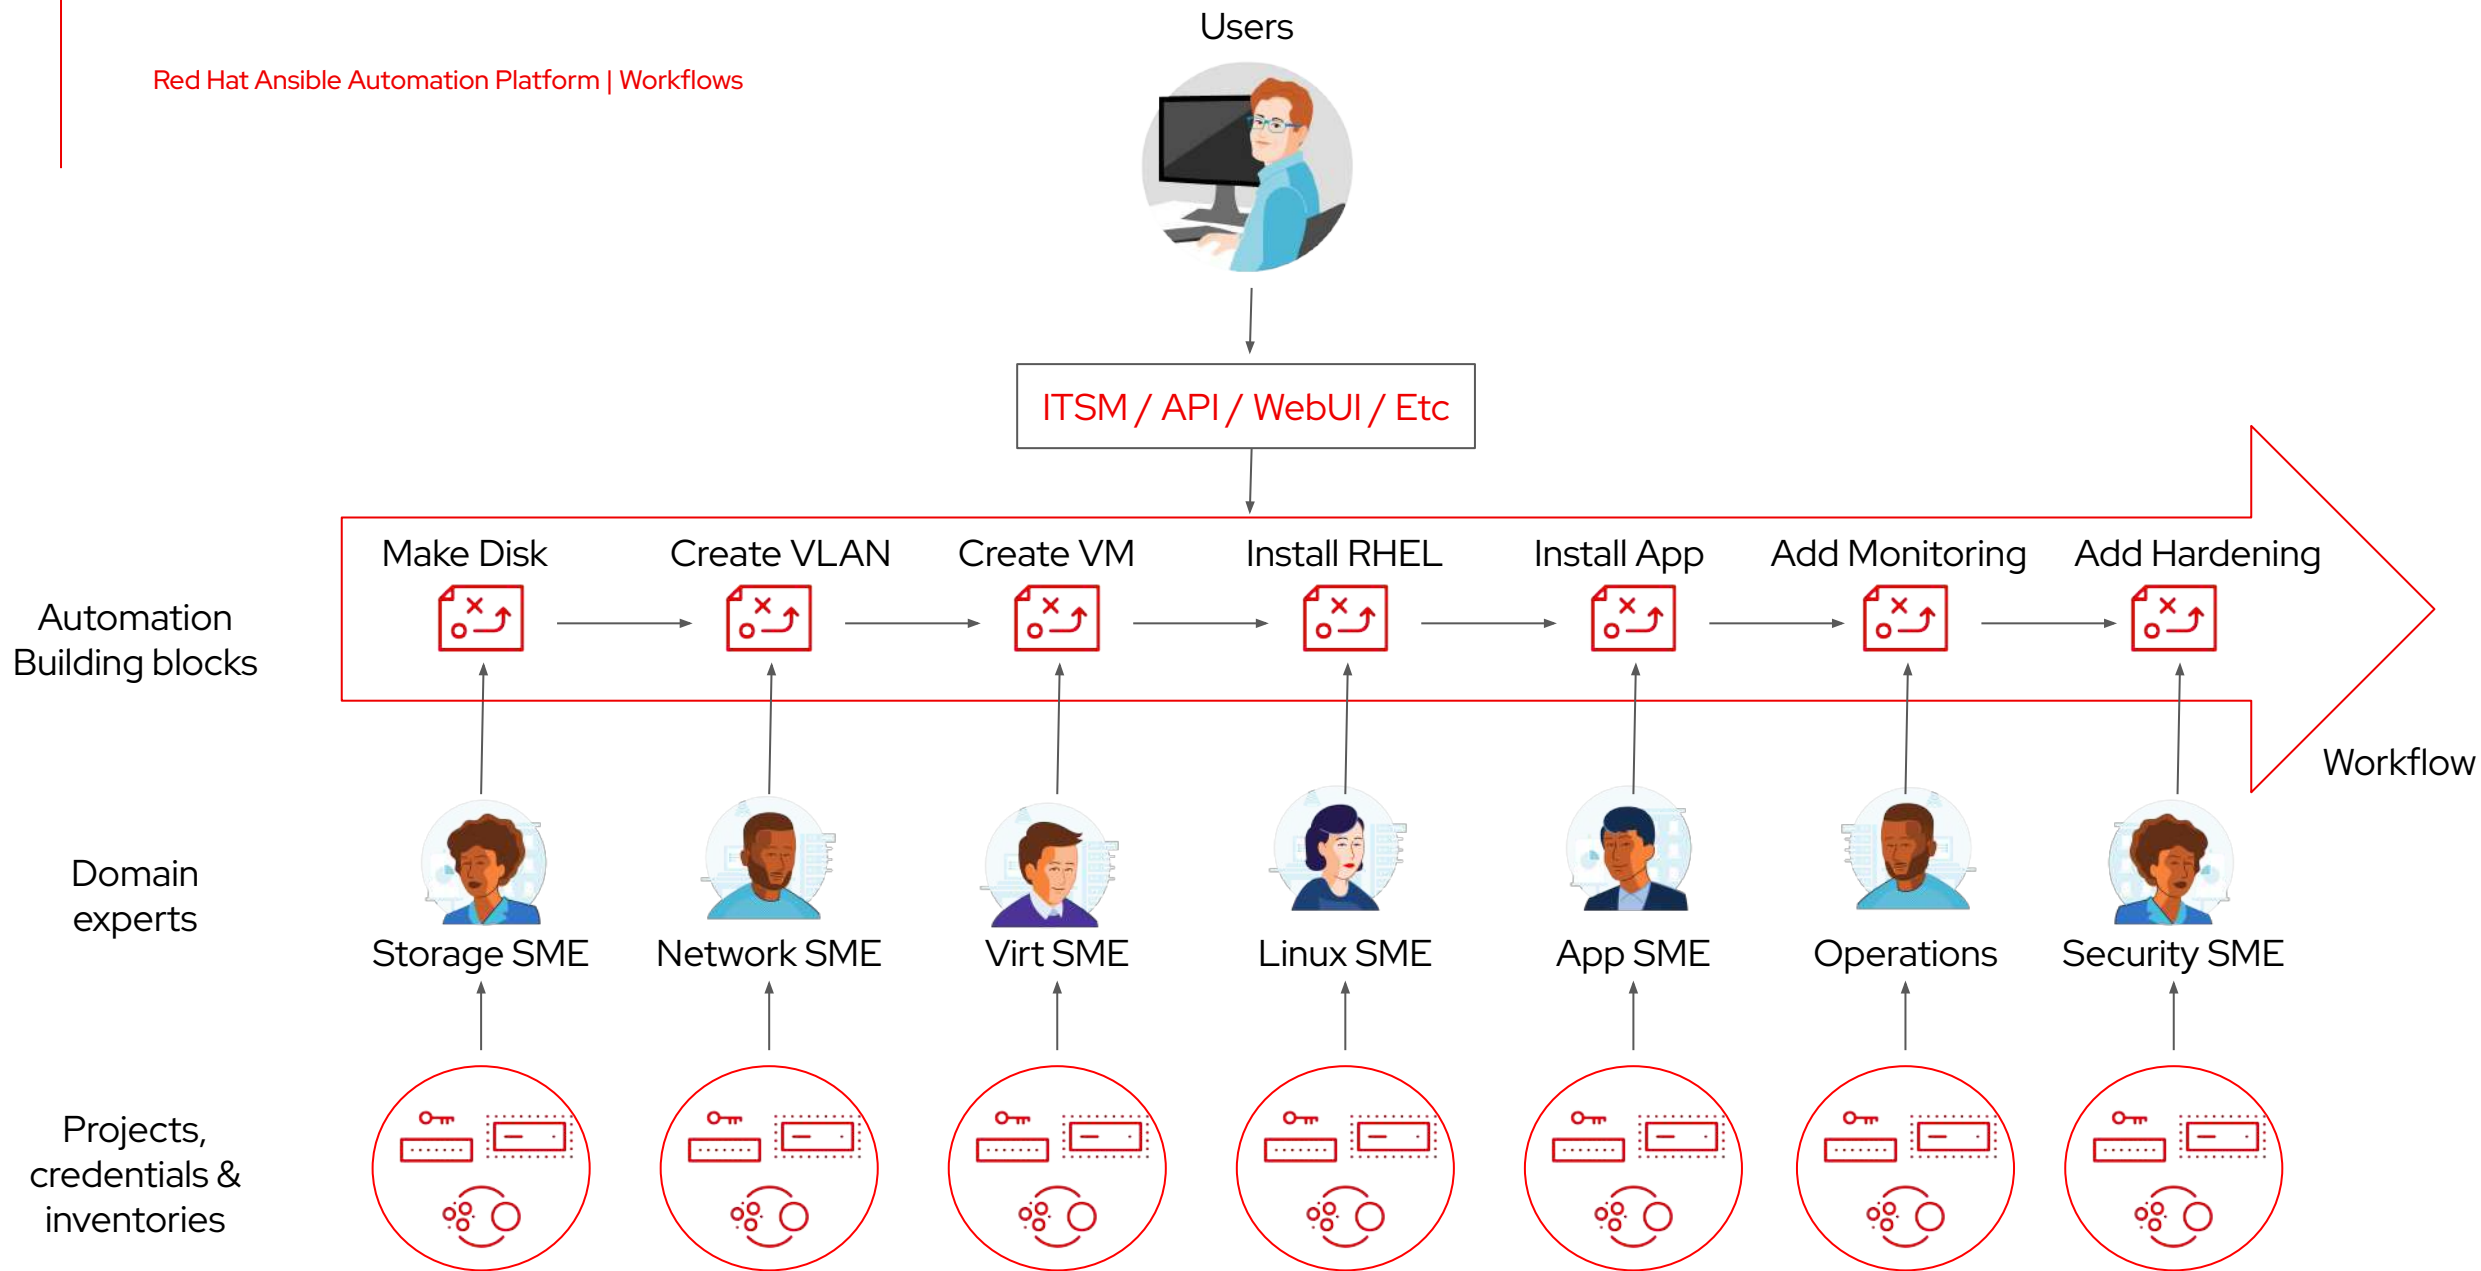 Users
Red Hat Ansible Automation Platform | Workflows
ITSM / API / WebUI / Etc
Make Disk
Create VLAN
Create VM
Install RHEL
Install App
Add Monitoring
Add Hardening
Automation
Building blocks
Workflow
Domain
experts
Storage SME
Network SME
Virt SME
Linux SME
App SME
Operations
Security SME
Projects,
credentials &
inventories